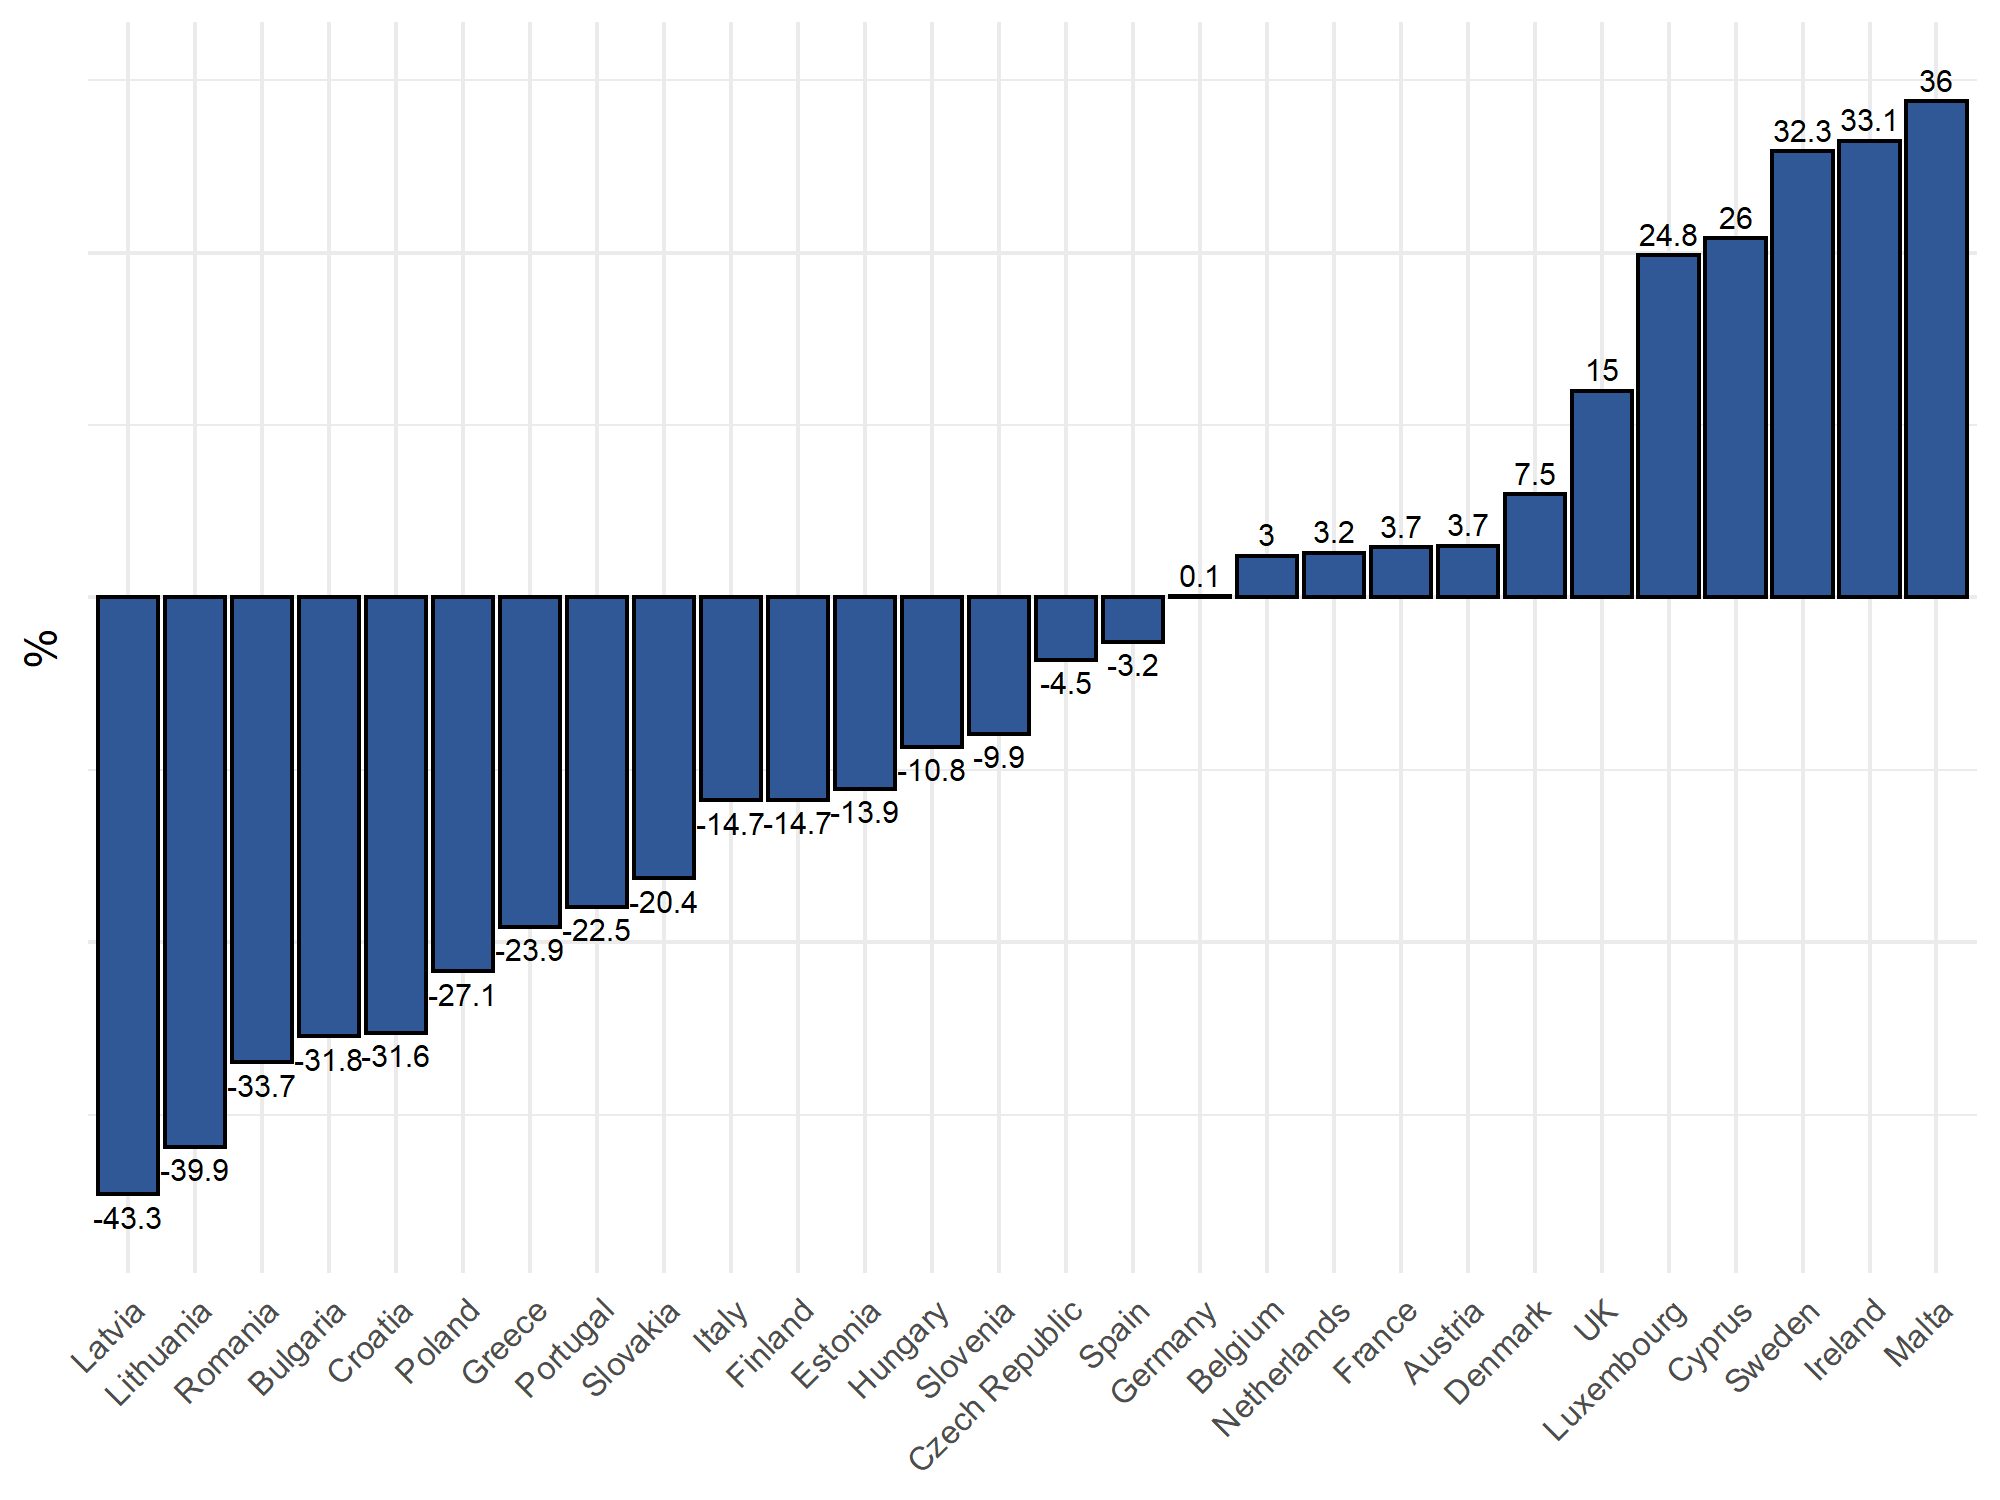 36
33.1
32.3
26
24.8
15
7.5
3.7
3.7
3.2
3
0.1
%
-3.2
-4.5
-9.9
-10.8
-13.9
-14.7
-14.7
-20.4
-22.5
-23.9
-27.1
-31.6
-31.8
-33.7
-39.9
-43.3
Latvia
Lithuania
Romania
Bulgaria
Croatia
Poland
Greece
Portugal
Slovakia
Italy
Finland
Estonia
Hungary
Slovenia
Czech Republic
Spain
Germany
Belgium
Netherlands
France
Austria
Denmark
UK
Luxembourg
Cyprus
Sweden
Ireland
Malta